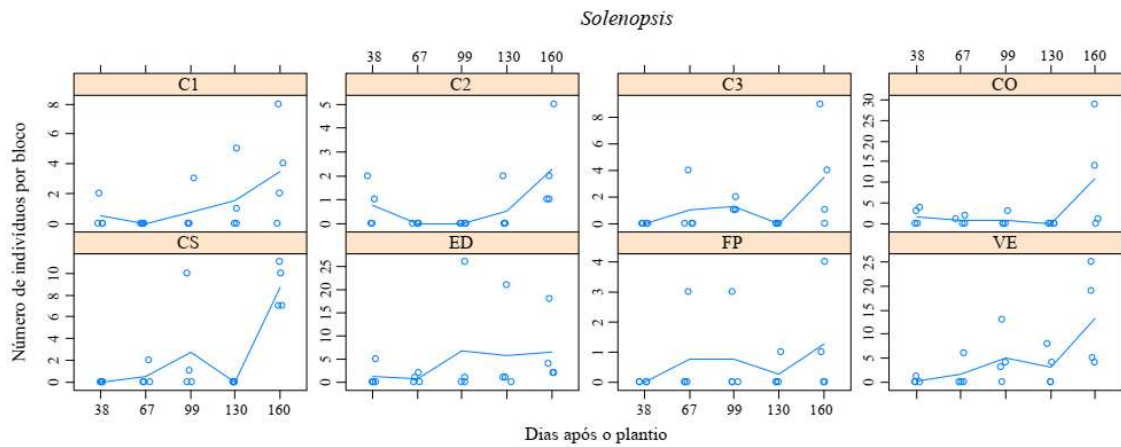 Solenopsis
38 67 99 130 160 38 67 99 130 160
C1 C2 C3 CO
0 2 4 6 8
0 1 2 3 4 5
0 2 4 6 8
0 5 10 15 20 25 30
Número de indivíduos por bloco
CS ED FP VE
0 2 4 6 8 10
0 5 10 15 20 25
0 1 2 3 4
0 5 10 15 20 25
38 67 99 130 160 38 67 99 130 160
Dias após o plantio